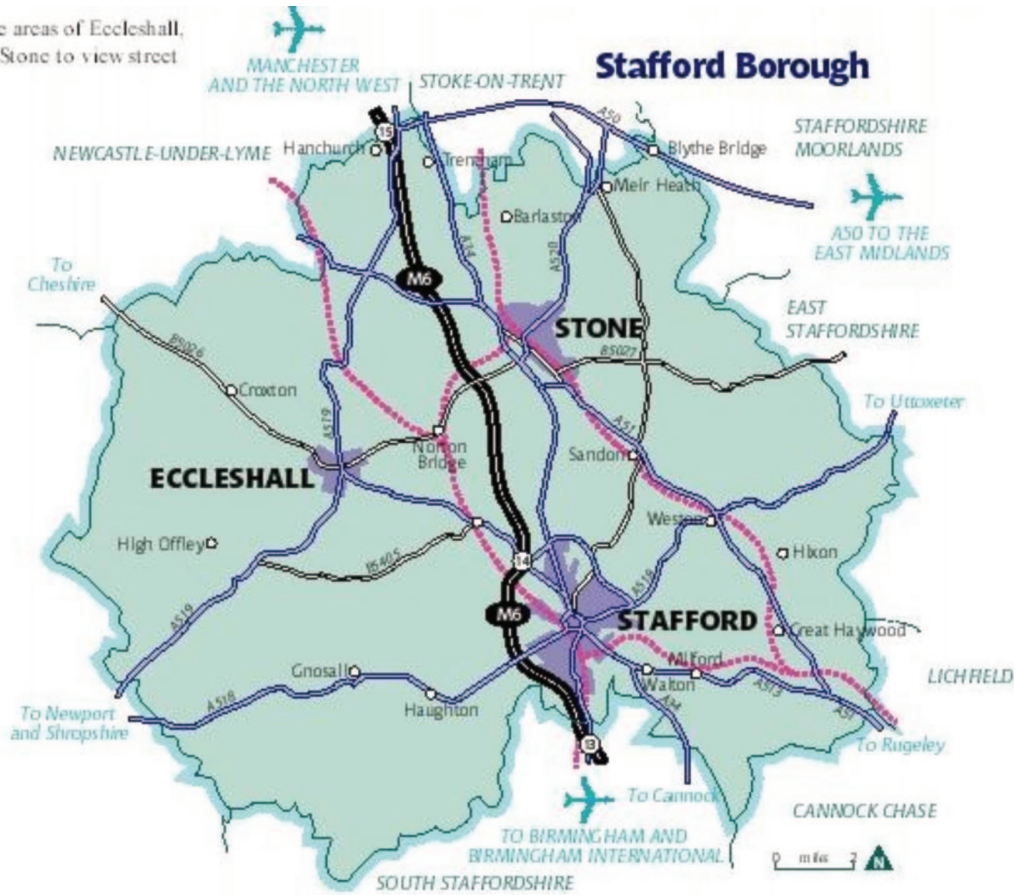 e areas of Eccleshall,
Stone to view street
Stafford Borough
MANCHESTER
AND THE NORTH WEST
STOKE-ON-TRENT
A50
15
NEWCASTLE-UNDER-LYME
Hanchurch
Trentham
Blythe Bridge
STAFFORDSHIRE
MOORLANDS
Meir Heath
Barlaston
A34
A520
A50 TO THE
EAST MIDLANDS
To
Cheshire
M6
EAST
STAFFORDSHIRE
STONE
B5026
B5027
Croxton
To Uttoxeter
A519
A51
Norton
Bridge
Sandon
ECCLESHALL
Weston
High Offley
B5405
14
Hixon
A518
A519
M6
STAFFORD
Great Haywood
Gnosall
Milford
Walton
LICHFIELD
A518
Haughton
A34
A513
A51
To Newport
and Shropshire
13
To Rugeley
To Cannock
CANNOCK CHASE
TO BIRMINGHAM AND
BIRMINGHAM INTERNATIONAL
0 miles 2
N
SOUTH STAFFORDSHIRE